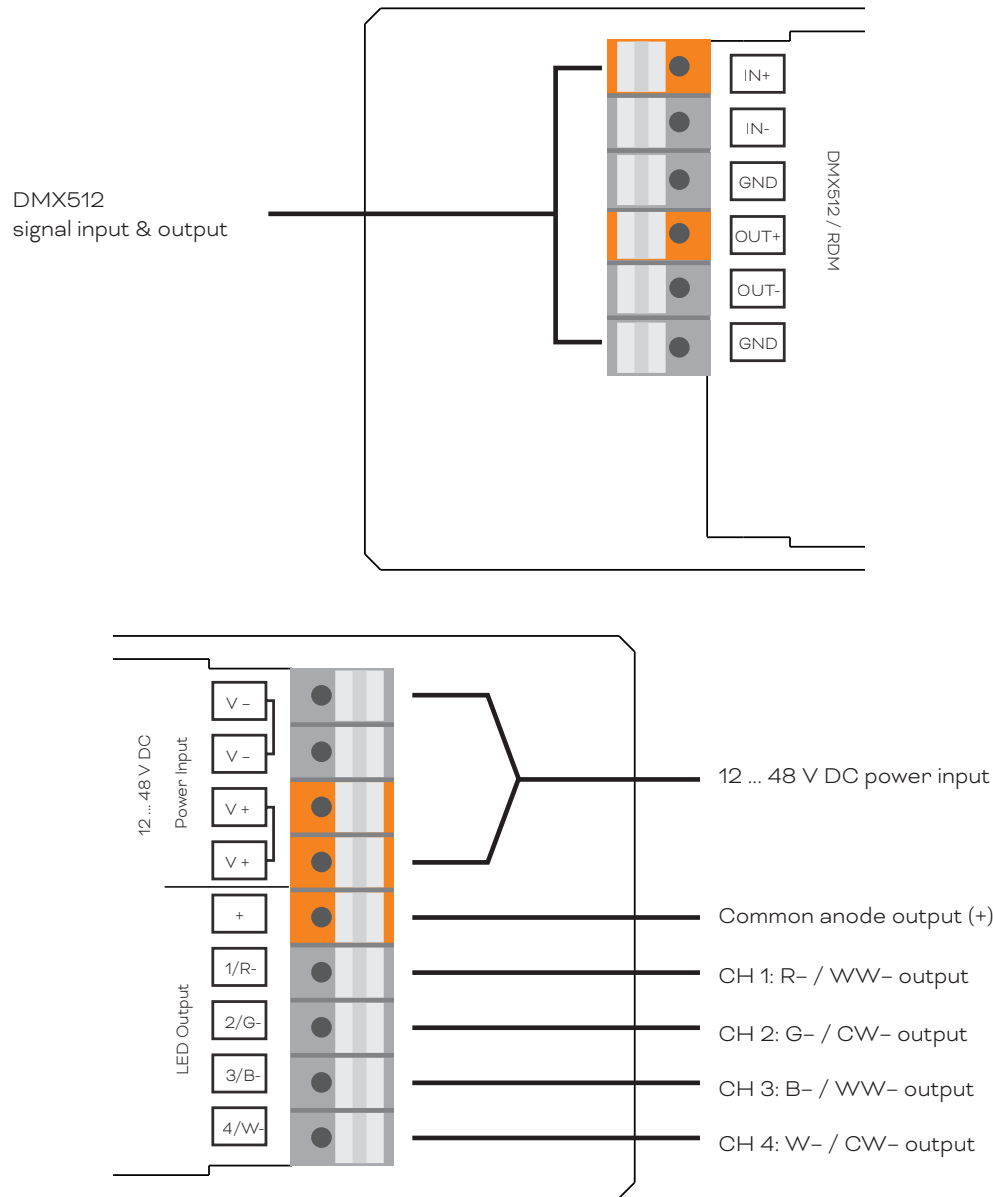 DMX512
signal input & output
IN+
IN-
GND
OUT+
OUT-
GND
DMX512 / RDM
12 ... 48 V DC
Power Input
V –
V –
V +
V +
12 ... 48 V DC power input
LED Output
+
Common anode output (+)
1/R-
CH 1: R– / WW– output
2/G-
CH 2: G– / CW– output
3/B-
CH 3: B– / WW– output
4/W-
CH 4: W– / CW– output